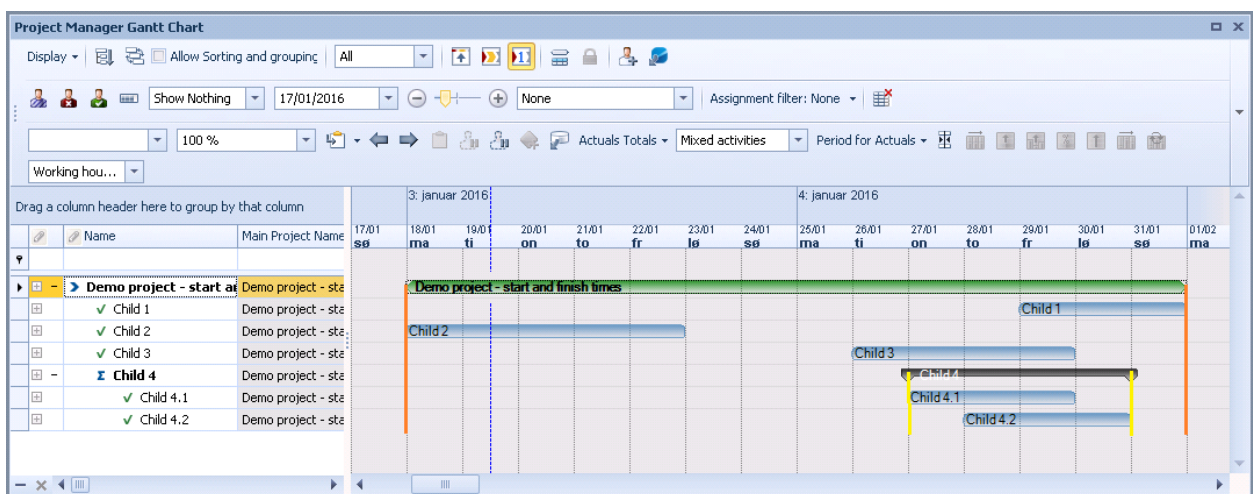 Project Manager Gantt Chart
Display Allow Sorting and grouping All
Show Nothing 17/01/2016 None Assignment filter: None
100 % Actuals Totals Mixed activities Period for Actuals
Working hou...
Drag a column header here to group by that column
3: januar 2016 4: januar 2016
Name Main Project Name
17/01 18/01 19/01 20/01 21/01 22/01 23/01 24/01 25/01 26/01 27/01 28/01 29/01 30/01 31/01 01/02
sø ma ti on to fr lø sø ma ti on to fr lø sø ma
Demo project - start a Demo project - sta Demo project - start and finish times
Child 1 Demo project - sta Child 1
Child 2 Demo project - sta Child 2
Child 3 Demo project - sta Child 3
Σ Child 4 Demo project - sta Child 4
Child 4.1 Demo project - sta Child 4.1
Child 4.2 Demo project - sta Child 4.2